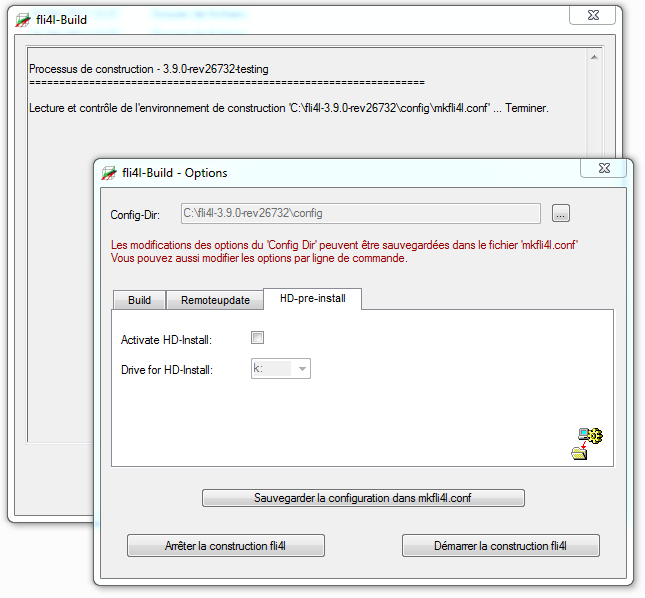 fli4l-Build
Processus de construction - 3.9.0-rev26732-testing
==================================================================
Lecture et contrôle de l'environnement de construction 'C:\fli4l-3.9.0-rev26732\config\mkfli4l.conf' ... Terminer.
fli4l-Build - Options
Config-Dir:
C:\fli4l-3.9.0-rev26732\config
...
Les modifications des options du 'Config Dir' peuvent être sauvegardées dans le fichier 'mkfli4l.conf'
Vous pouvez aussi modifier les options par ligne de commande.
Build Remoteupdate HD-pre-install
Activate HD-Install:
Drive for HD-Install: k:
Sauvegarder la configuration dans mkfli4l.conf
Arrêter la construction fli4l Démarrer la construction fli4l